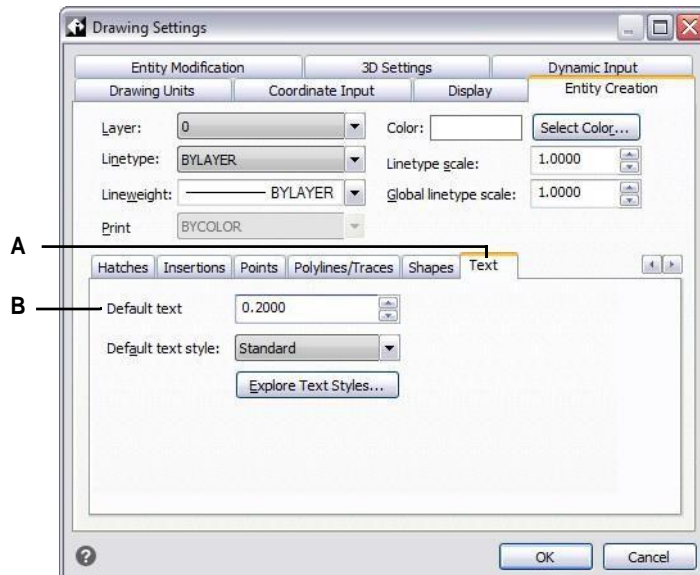 Drawing Settings
Entity Modification 3D Settings Dynamic Input
Drawing Units Coordinate Input Display Entity Creation
Layer: 0 Color: Select Color...
Linetype: BYLAYER Linetype scale: 1.0000
Lineweight: BYLAYER Global linetype scale: 1.0000
Print BYCOLOR
A
Hatches Insertions Points Polylines/Traces Shapes Text
B Default text 0.2000
Default text style: Standard
Explore Text Styles...
? OK Cancel